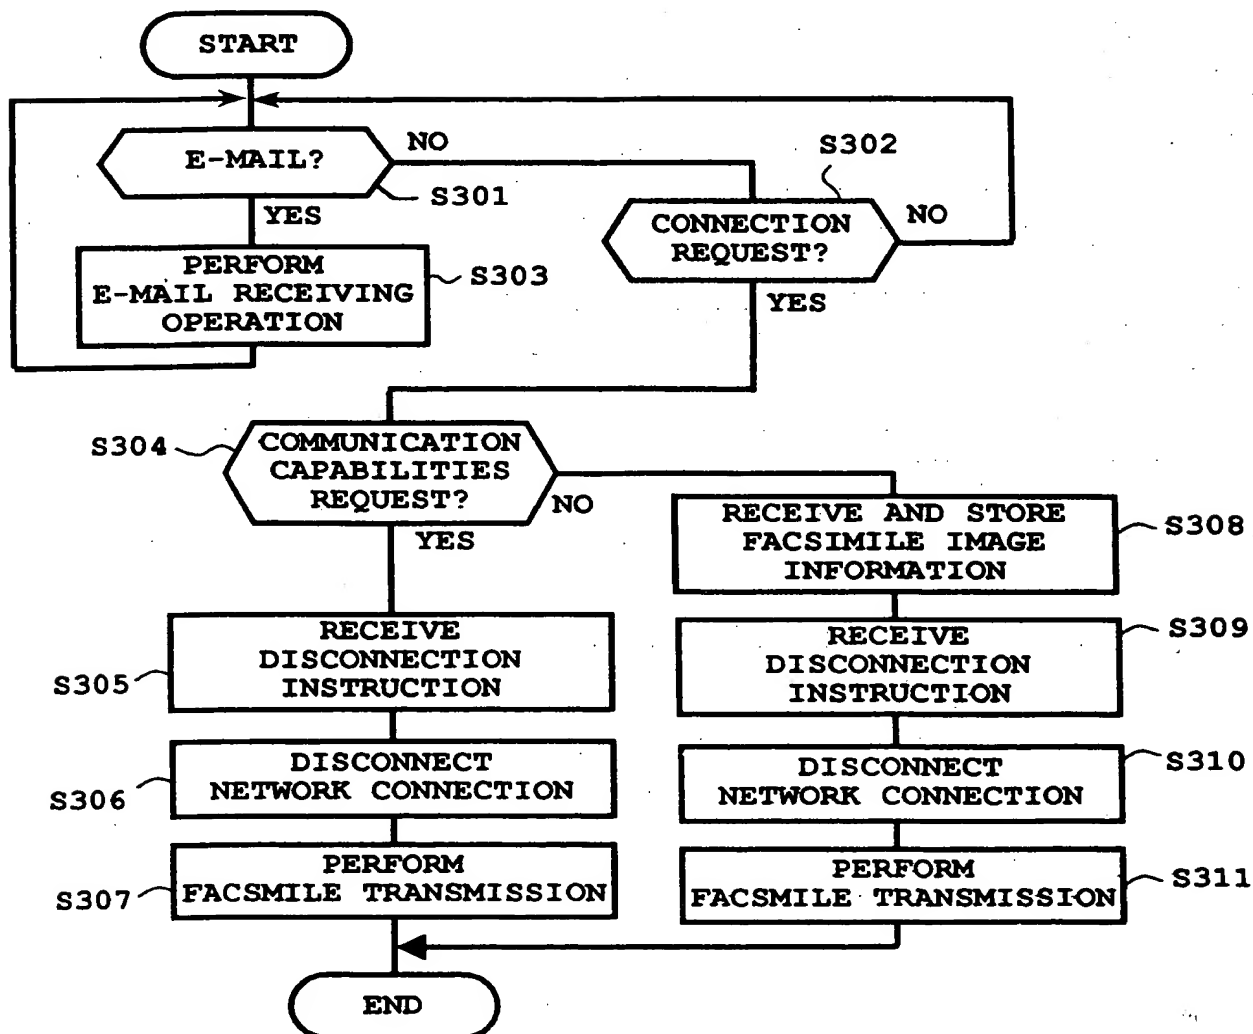 START
E-MAIL?
NO
S301
YES
S302
CONNECTION
REQUEST?
NO
YES
PERFORM
E-MAIL RECEIVING
OPERATION
S303
S304
COMMUNICATION
CAPABILITIES
REQUEST?
NO
YES
RECEIVE AND STORE
FACSIMILE IMAGE
INFORMATION
S308
RECEIVE
DISCONNECTION
INSTRUCTION
S305
RECEIVE
DISCONNECTION
INSTRUCTION
S309
DISCONNECT
NETWORK CONNECTION
S306
DISCONNECT
NETWORK CONNECTION
S310
PERFORM
FACSMILE TRANSMISSION
S307
PERFORM
FACSMILE TRANSMISSION
S311
END